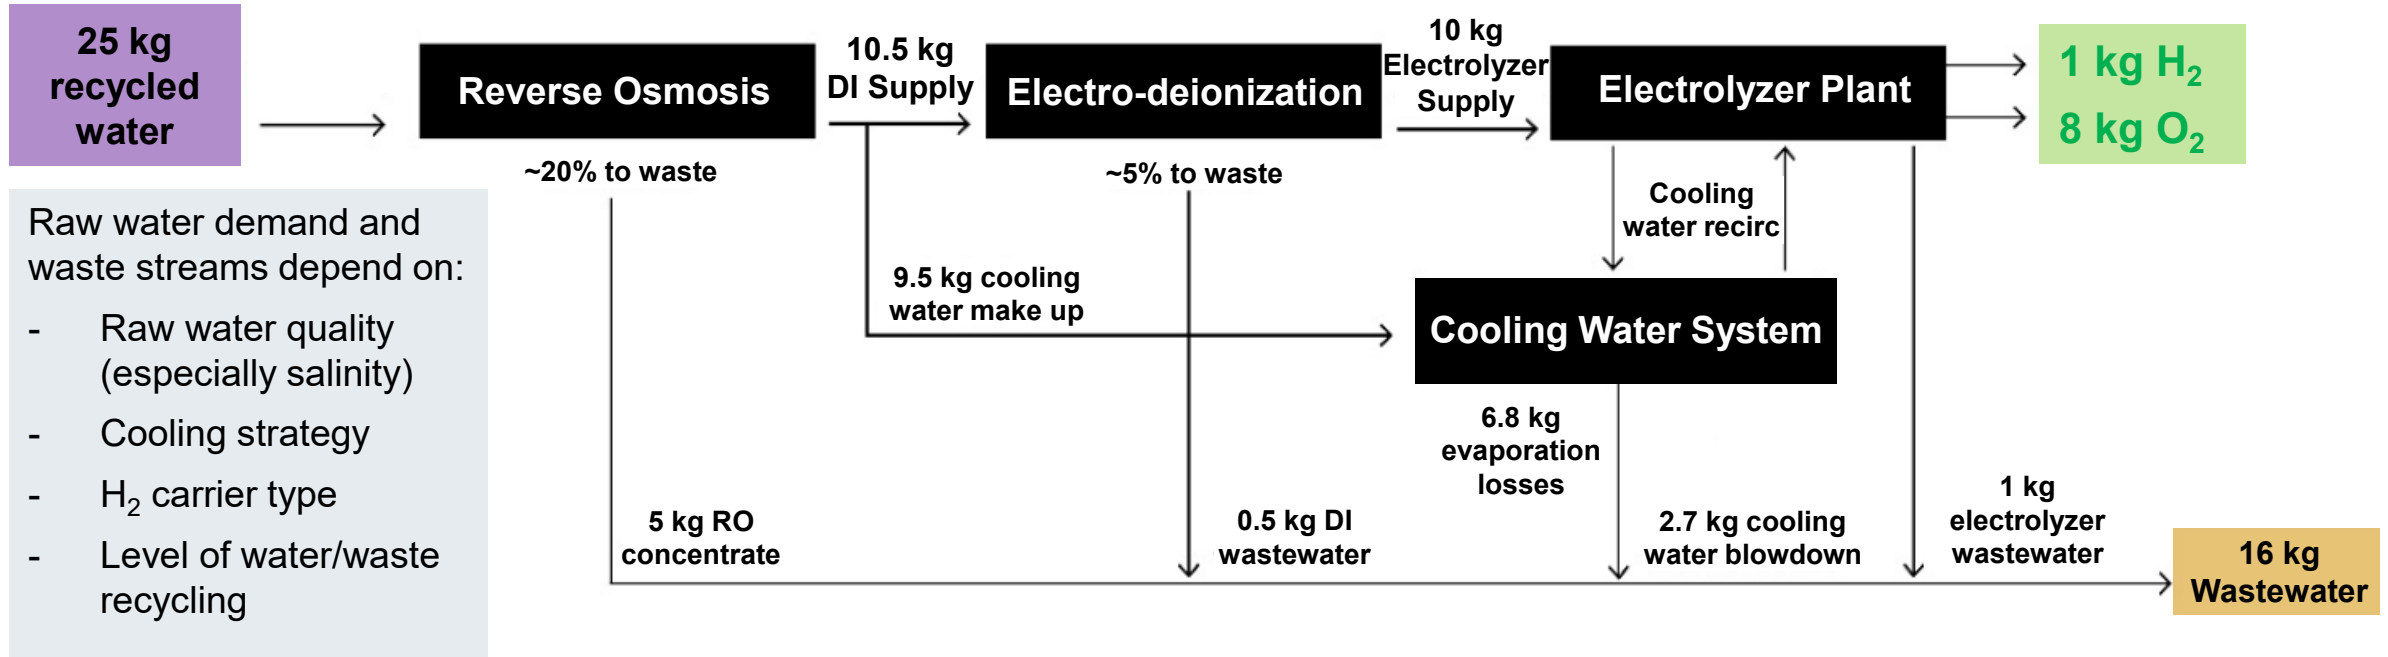 25 kg
recycled
water
Reverse Osmosis
10.5 kg
DI Supply
Electro-deionization
10 kg
Electrolyzer
Supply
Electrolyzer Plant
1 kg H₂
8 kg O₂
~20% to waste
~5% to waste
Cooling
water recirc
Raw water demand and
waste streams depend on:
- Raw water quality
(especially salinity)
- Cooling strategy
- H₂ carrier type
- Level of water/waste
recycling
9.5 kg cooling
water make up
Cooling Water System
6.8 kg
evaporation
losses
5 kg RO
concentrate
0.5 kg DI
wastewater
2.7 kg cooling
water blowdown
1 kg
electrolyzer
wastewater
16 kg
Wastewater